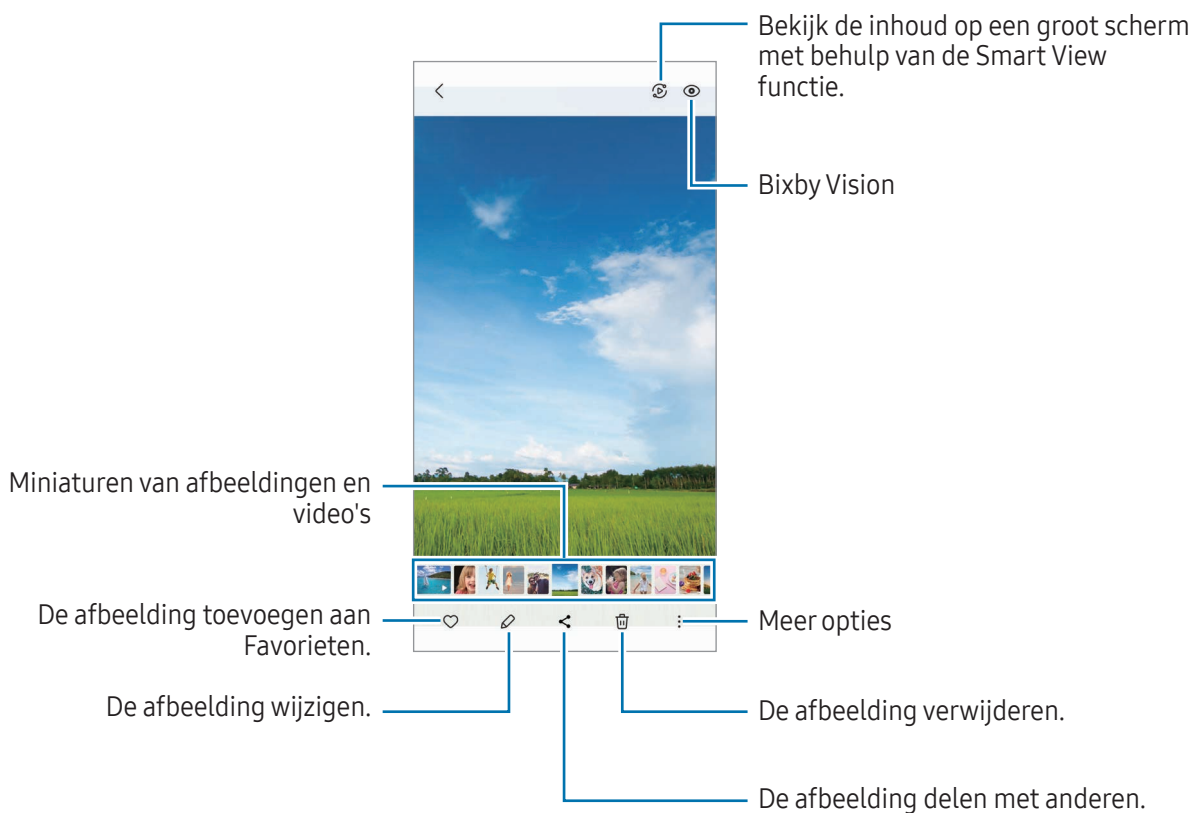 Bekijk de inhoud op een groot scherm
met behulp van de Smart View
functie.
Bixby Vision
Miniaturen van afbeeldingen en
video's
De afbeelding toevoegen aan
Favorieten.
Meer opties
De afbeelding wijzigen.
De afbeelding verwijderen.
De afbeelding delen met anderen.